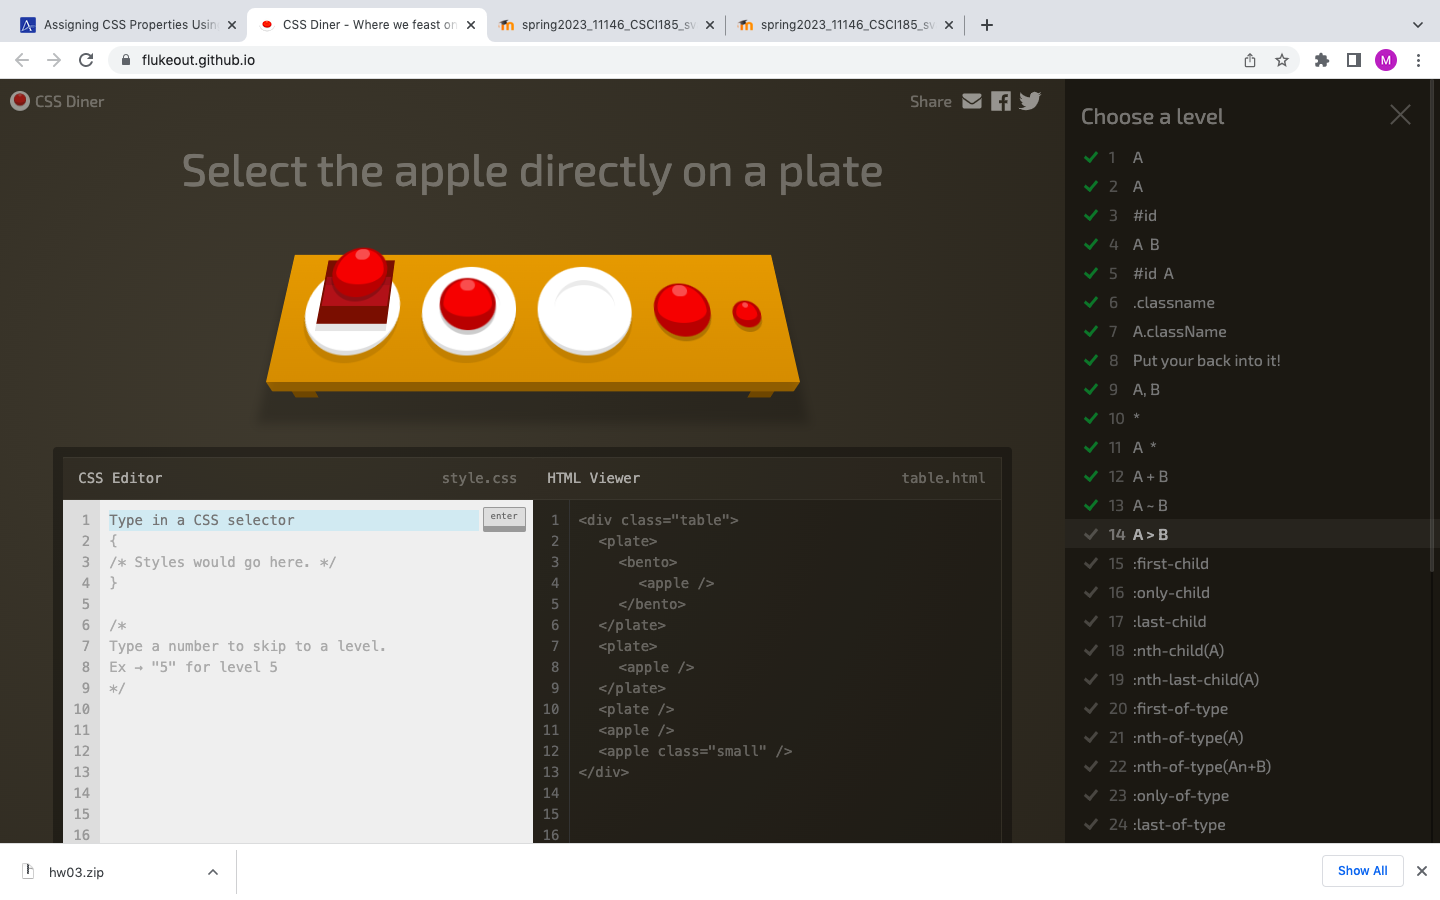 Assigning CSS Properties Usin
CSS Diner - Where we feast on
spring2023_11146_CSCI185_sv
spring2023_11146_CSCI185_sv
flukeout.github.io
M
CSS Diner
Share
Select the apple directly on a plate
CSS Editor
style.css
HTML Viewer
table.html
1 Type in a CSS selector
enter
2 {
3 /* Styles would go here. */
4 }
5
6 /*
7 Type a number to skip to a level.
8 Ex → "5" for level 5
9 */
10
11
12
13
14
15
16
1 <div class="table">
2 <plate>
3 <bento>
4 <apple />
5 </bento>
6 </plate>
7 <plate>
8 <apple />
9 </plate>
10 <plate />
11 <apple />
12 <apple class="small" />
13 </div>
14
15
16
Choose a level
1 A
2 A
3 #id
4 A B
5 #id A
6 .classname
7 A.className
8 Put your back into it!
9 A, B
10 *
11 A *
12 A + B
13 A ~ B
14 A > B
15 :first-child
16 :only-child
17 :last-child
18 :nth-child(A)
19 :nth-last-child(A)
20 :first-of-type
21 :nth-of-type(A)
22 :nth-of-type(An+B)
23 :only-of-type
24 :last-of-type
hw03.zip
Show All